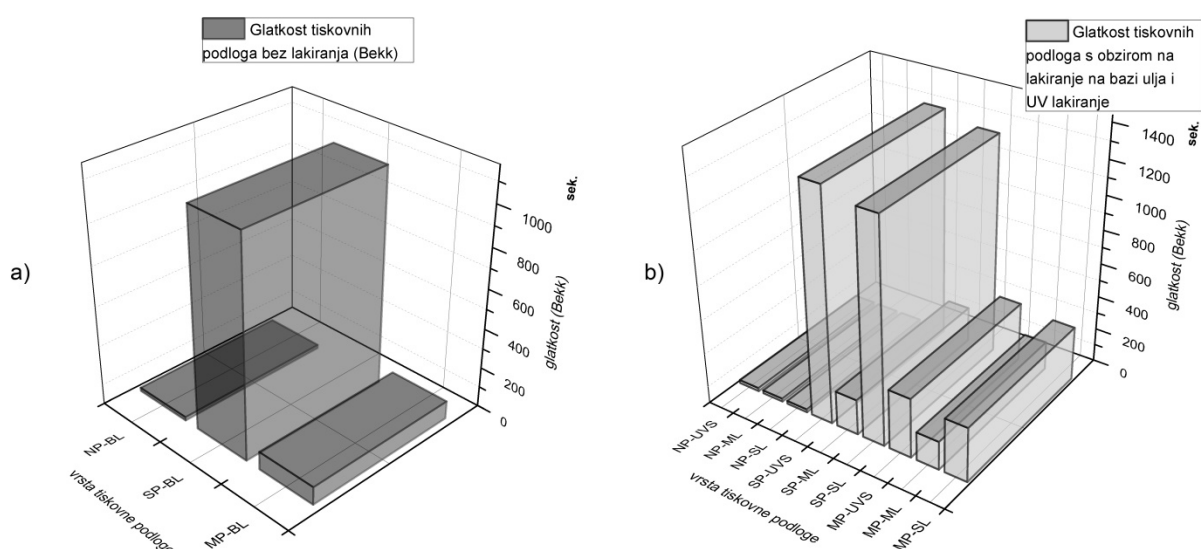 Glatkost tiskovnih
podloga bez lakiranja (Bekk)
a)
sek.
1000
800
600
400
200
0
glatkost (Bekk)
NP-BL
SP-BL
MP-BL
vrsta tiskovne podloge
Glatkost tiskovnih
podloga s obzirom na
lakiranje na bazi ulja i
UV lakiranje
b)
sek.
1400
1200
1000
800
600
400
200
0
glatkost (Bekk)
NP-UVS
NP-ML
NP-SL
SP-UVS
SP-ML
SP-SL
MP-UVS
MP-ML
MP-SL
vrsta tiskovne podloge